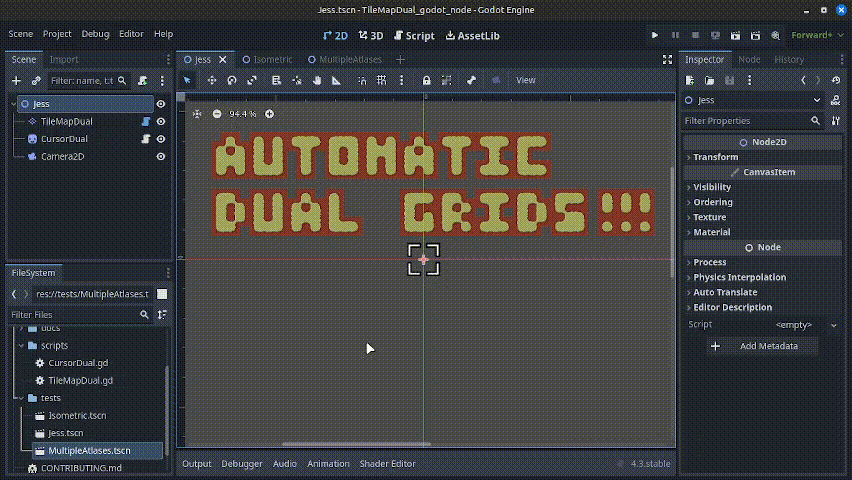 Jess.tscn - TileMapDual_godot_node - Godot Engine
Scene Project Debug Editor Help
2D 3D Script AssetLib
Forward+
Scene Import
Jess Isometric MultipleAtlases
Inspector Node History
Filter: name, t:t
View
Jess
TileMapDual
CursorDual
Camera2D
94.4 %
AUTOMATIC
DUAL GRIDS!!!
Jess
Filter Properties
Node2D
Transform
CanvasItem
Visibility
Ordering
Texture
Material
Node
Process
Physics Interpolation
Auto Translate
Editor Description
Script <empty>
Add Metadata
FileSystem
res://tests/MultipleAtlases.t
Filter Files
docs
scripts
CursorDual.gd
TileMapDual.gd
tests
Isometric.tscn
Jess.tscn
MultipleAtlases.tscn
CONTRIBUTING.md
Output Debugger Audio Animation Shader Editor
4.3.stable